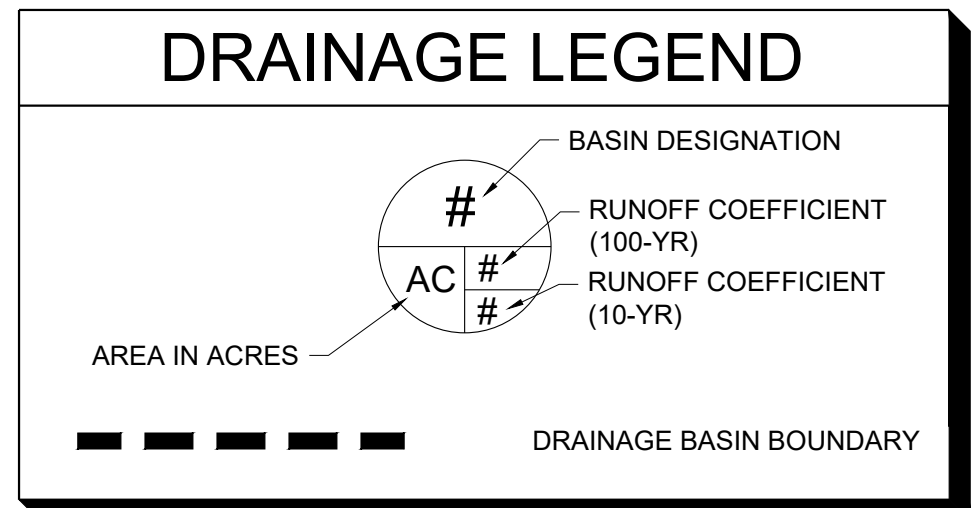 DRAINAGE LEGEND
BASIN DESIGNATION
#
RUNOFF COEFFICIENT
(100-YR)
AC
#
RUNOFF COEFFICIENT
(10-YR)
#
AREA IN ACRES
DRAINAGE BASIN BOUNDARY